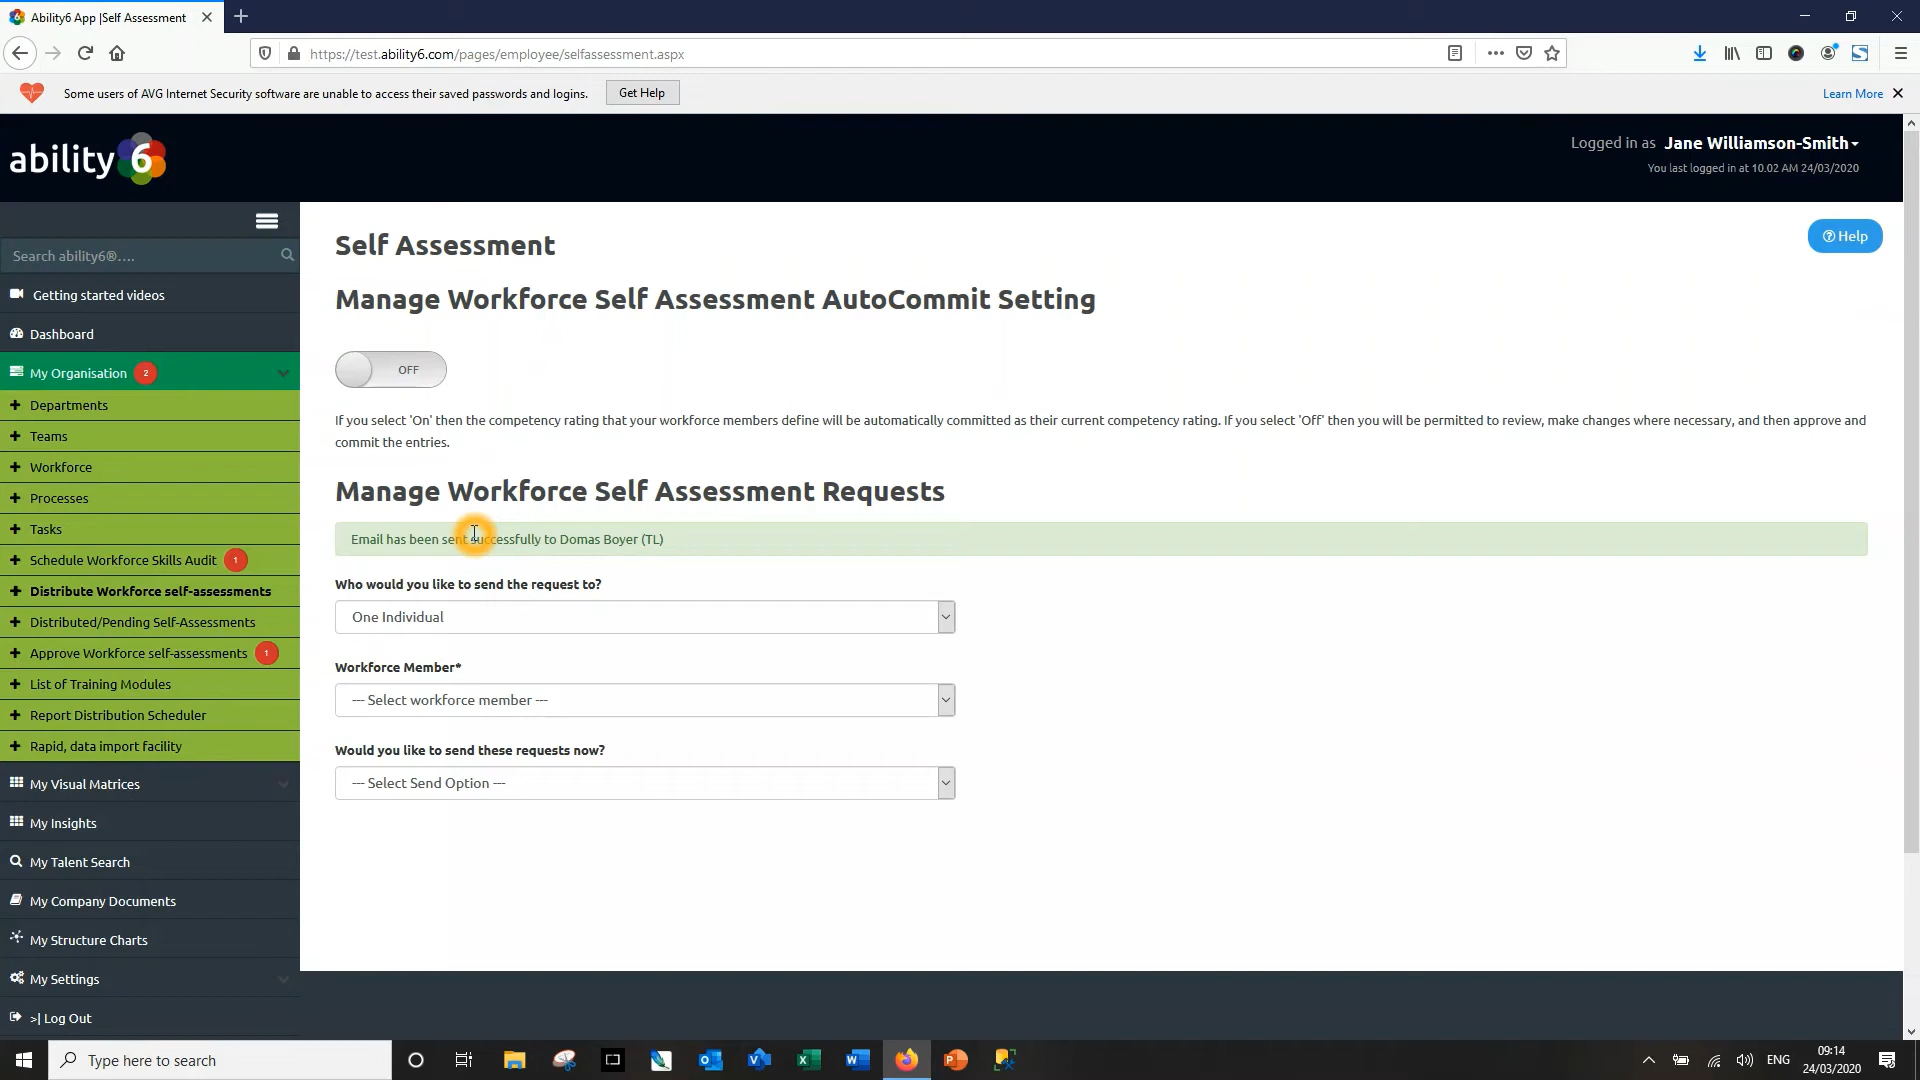 Ability6 App |Self Assessment
https://test.ability6.com/pages/employee/selfassessment.aspx
Some users of AVG Internet Security software are unable to access their saved passwords and logins.
Get Help
Learn More
ability6
Logged in as Jane Williamson-Smith
You last logged in at 10.02 AM 24/03/2020
Search ability6®....
Getting started videos
Dashboard
My Organisation 2
Departments
Teams
Workforce
Processes
Tasks
Schedule Workforce Skills Audit 1
Distribute Workforce self-assessments
Distributed/Pending Self-Assessments
Approve Workforce self-assessments 1
List of Training Modules
Report Distribution Scheduler
Rapid, data import facility
My Visual Matrices
My Insights
My Talent Search
My Company Documents
My Structure Charts
My Settings
>| Log Out
Self Assessment
Help
Manage Workforce Self Assessment AutoCommit Setting
OFF
If you select 'On' then the competency rating that your workforce members define will be automatically committed as their current competency rating. If you select 'Off' then you will be permitted to review, make changes where necessary, and then approve and
commit the entries.
Manage Workforce Self Assessment Requests
Email has been sent successfully to Domas Boyer (TL)
Who would you like to send the request to?
One Individual
Workforce Member*
--- Select workforce member ---
Would you like to send these requests now?
--- Select Send Option ---
Type here to search
ENG
09:14
24/03/2020